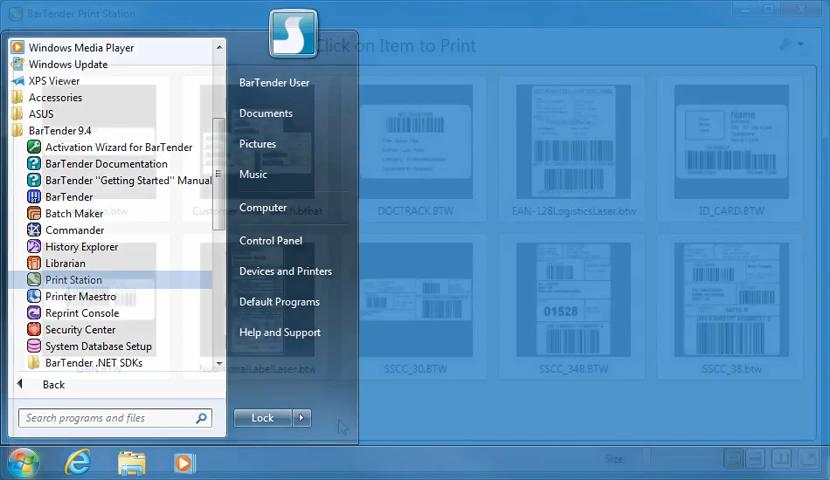 BarTender Print Station
Click on Item to Print
Windows Media Player
Windows Update
XPS Viewer
Accessories
ASUS
BarTender 9.4
Activation Wizard for BarTender
BarTender Documentation
BarTender "Getting Started" Manual
BarTender
Batch Maker
Commander
History Explorer
Librarian
Print Station
Printer Maestro
Reprint Console
Security Center
System Database Setup
BarTender .NET SDKs
Back
Search programs and files
BarTender User
Documents
Pictures
Music
Computer
Control Panel
Devices and Printers
Default Programs
Help and Support
Lock
DOCTRACK.BTW
EAN-128LogisticsLaser.btw
ID_CARD.BTW
Name
01528
NutritionalLabelLaser.btw
SSCC_30.BTW
SSCC_34B.BTW
SSCC_38.btw
Size: